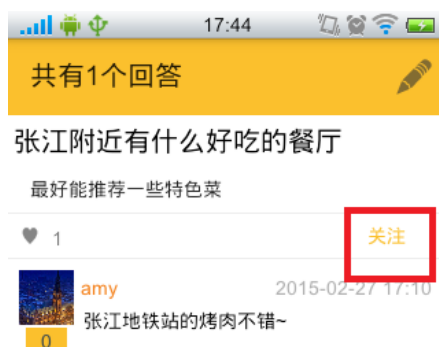 17:44
共有1个回答
张江附近有什么好吃的餐厅
最好能推荐一些特色菜
1 关注
amy 2015-02-27 17:10
张江地铁站的烤肉不错~
0